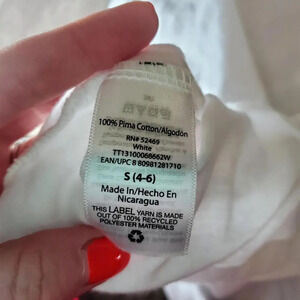 100% Pima Cotton/Algodón
RN# 52469
White
TT13100066662W
EAN/UPC 8 80981281710
S (4-6)
Made In/Hecho En
Nicaragua
THIS LABEL YARN IS MADE
OUT OF 100% RECYCLED
POLYESTER MATERIALS